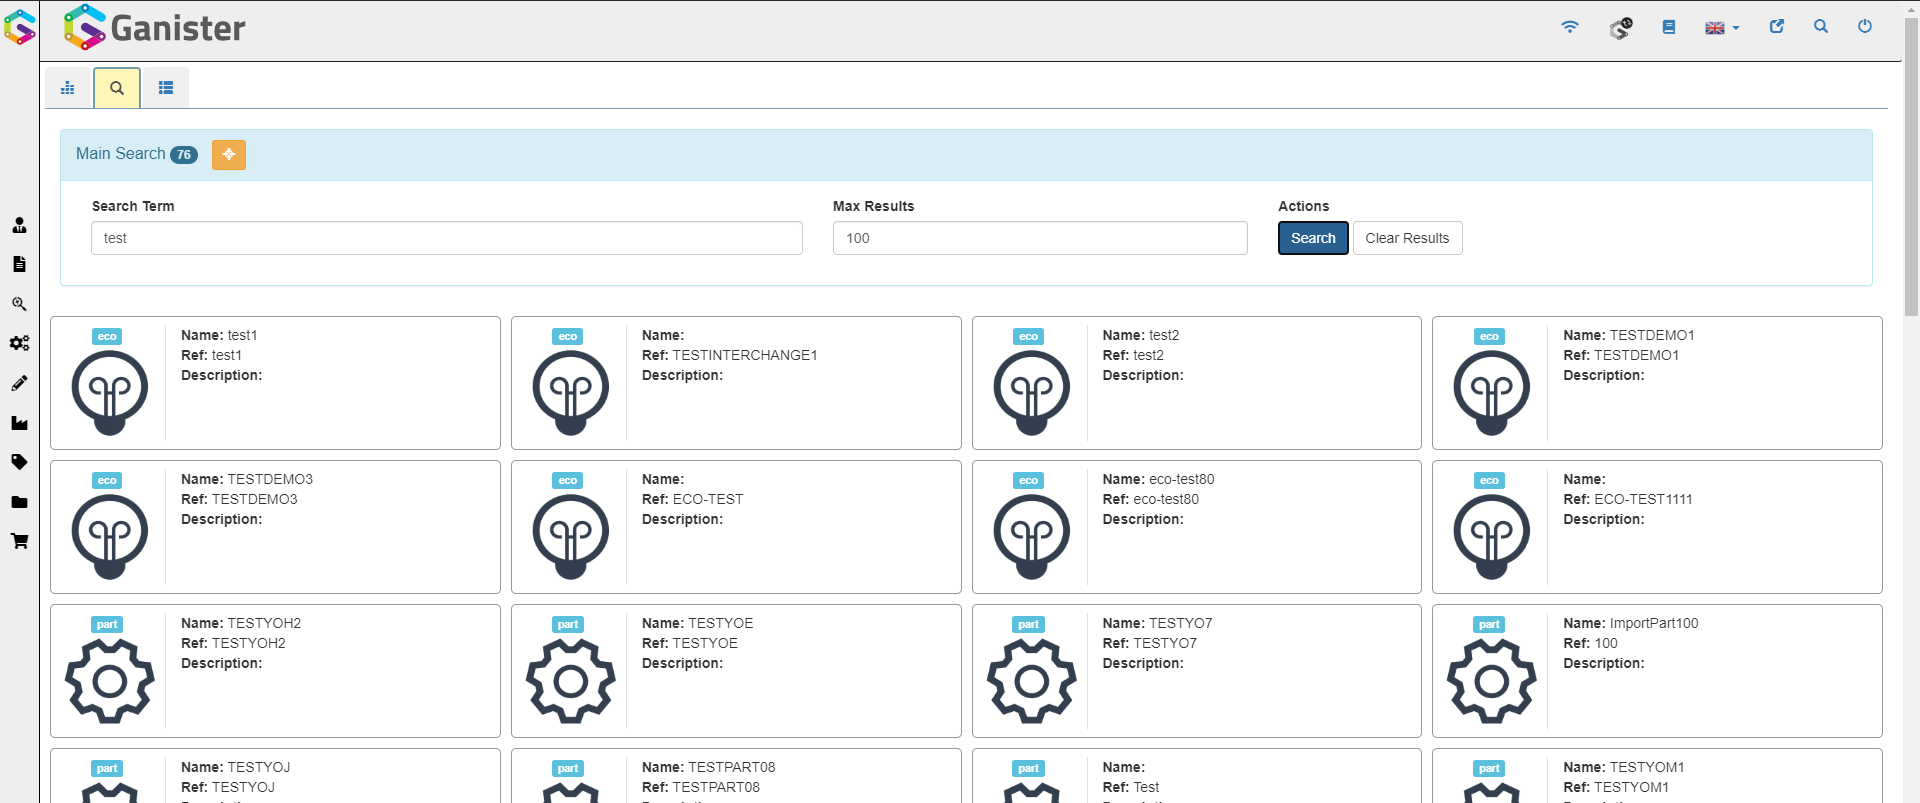 Ganister
Main Search 76
Search Term
Max Results
Actions
test
100
Search
Clear Results
eco
Name: test1
Ref: test1
Description:
eco
Name:
Ref: TESTINTERCHANGE1
Description:
eco
Name: test2
Ref: test2
Description:
eco
Name: TESTDEMO1
Ref: TESTDEMO1
Description:
eco
Name: TESTDEMO3
Ref: TESTDEMO3
Description:
eco
Name:
Ref: ECO-TEST
Description:
eco
Name: eco-test80
Ref: eco-test80
Description:
eco
Name:
Ref: ECO-TEST1111
Description:
part
Name: TESTYOH2
Ref: TESTYOH2
Description:
part
Name: TESTYOE
Ref: TESTYOE
Description:
part
Name: TESTYO7
Ref: TESTYO7
Description:
part
Name: ImportPart100
Ref: 100
Description:
part
Name: TESTYOJ
Ref: TESTYOJ
part
Name: TESTPART08
Ref: TESTPART08
part
Name:
Ref: Test
part
Name: TESTYOM1
Ref: TESTYOM1